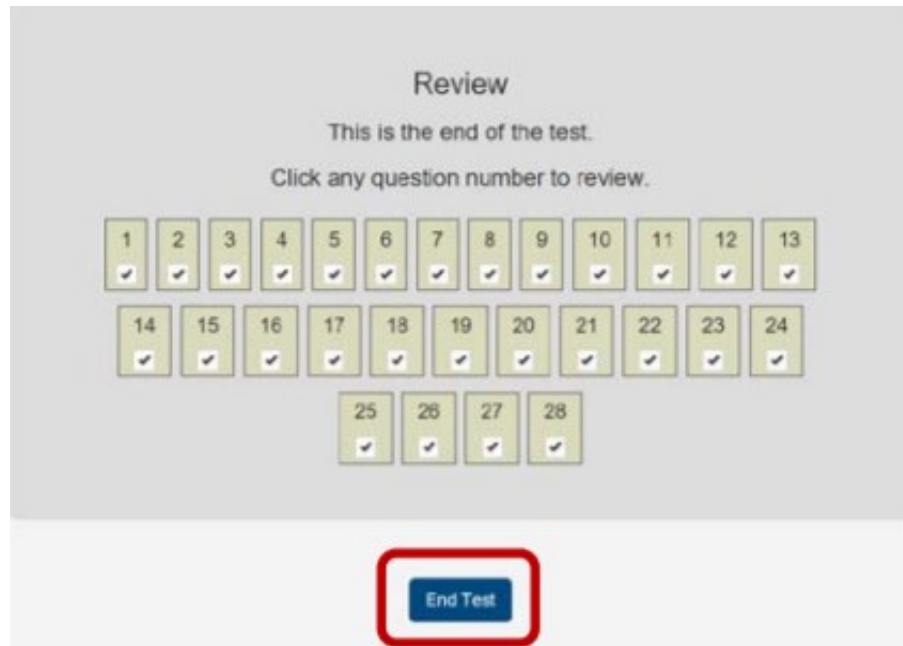 Review
This is the end of the test.
Click any question number to review.
1 2 3 4 5 6 7 8 9 10 11 12 13
14 15 16 17 18 19 20 21 22 23 24
25 26 27 28
End Test